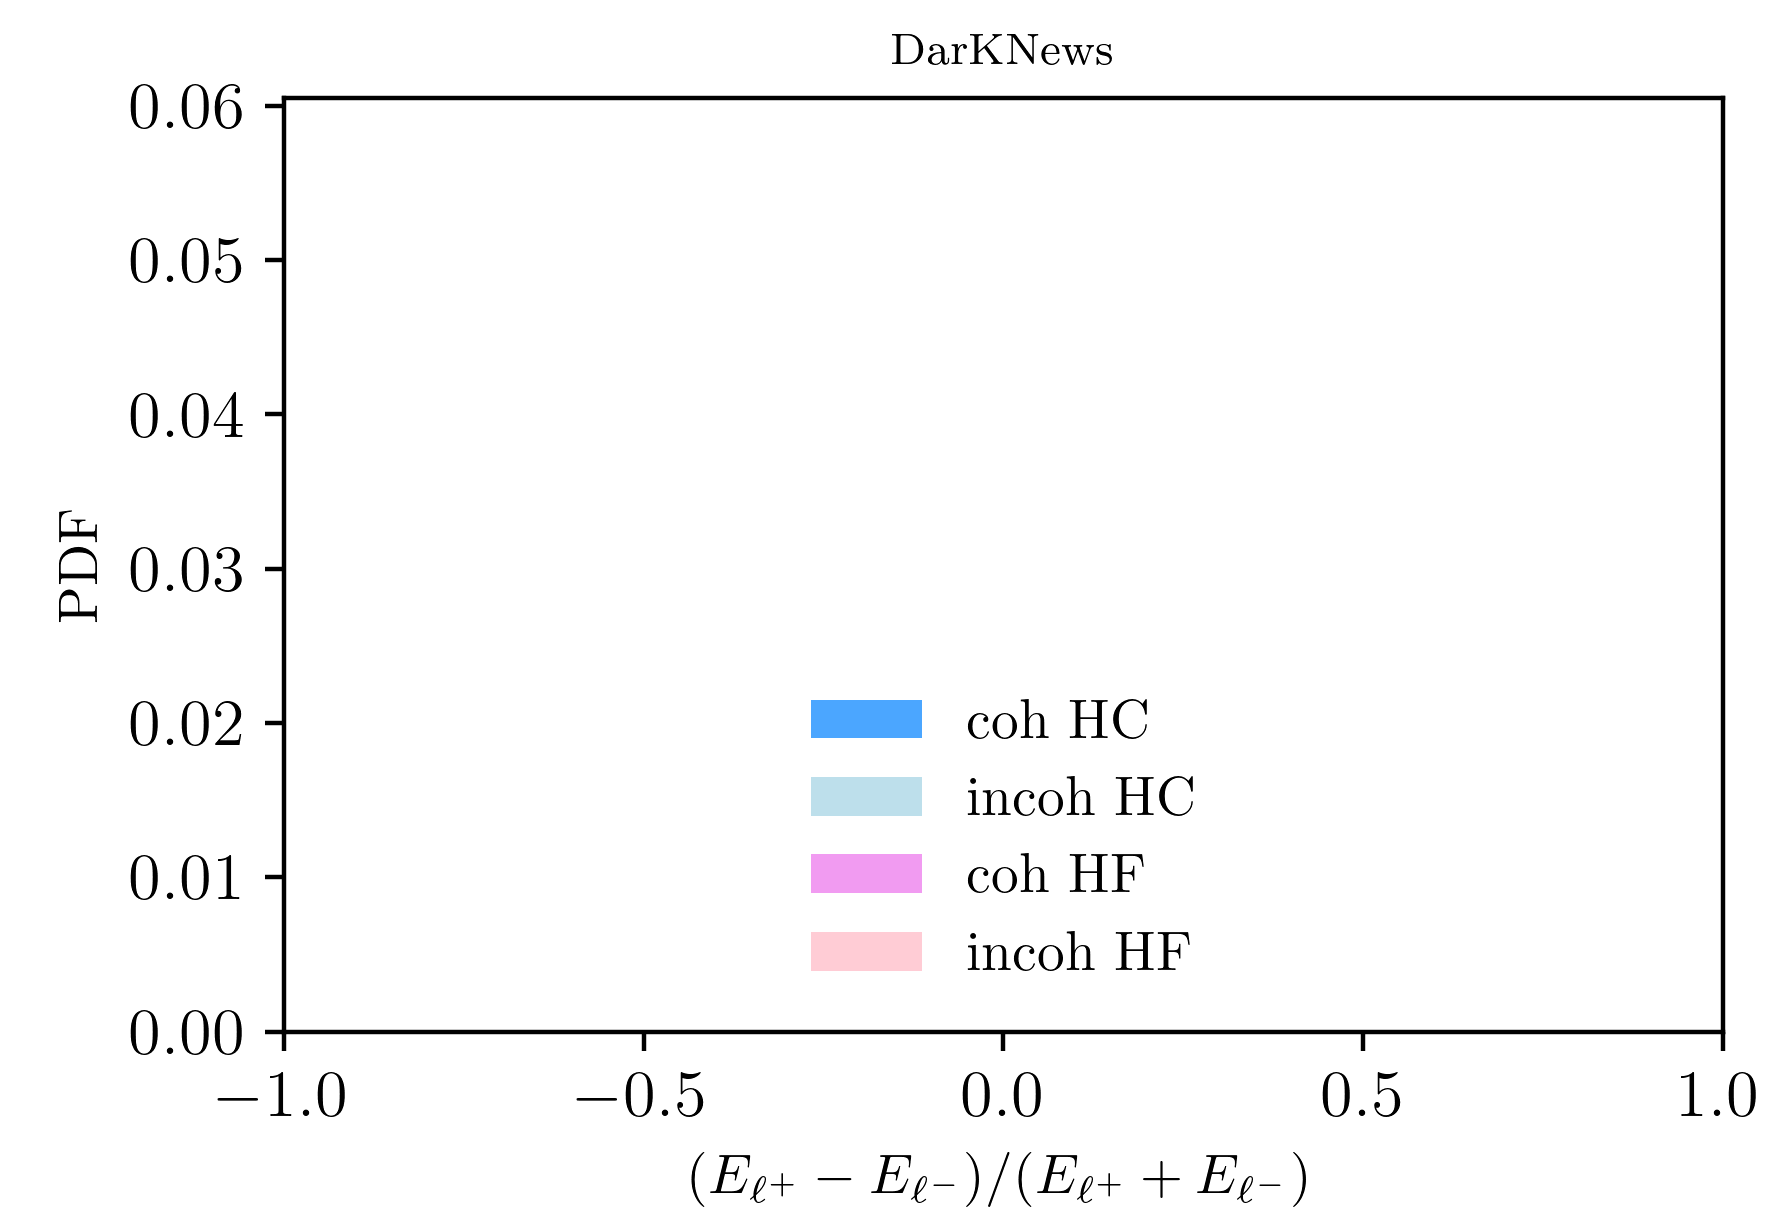 DarKNews
PDF
0.06
0.05
0.04
0.03
0.02
0.01
0.00
coh HC
incoh HC
coh HF
incoh HF
−1.0 −0.5 0.0 0.5 1.0
(E_{ℓ⁺} − E_{ℓ⁻})/(E_{ℓ⁺} + E_{ℓ⁻})